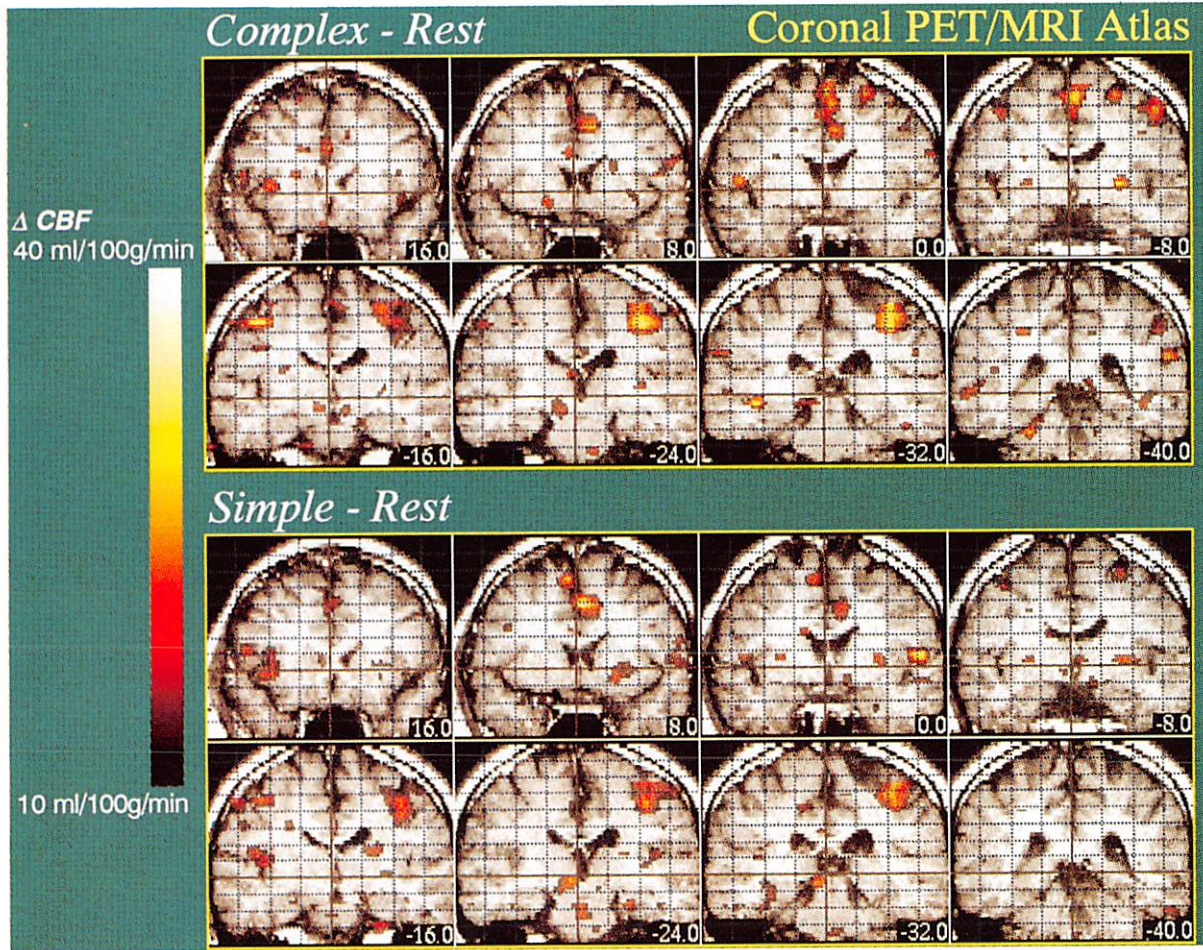 Complex - Rest
Coronal PET/MRI Atlas
Δ CBF
40 ml/100g/min
10 ml/100g/min
16.0
8.0
0.0
-8.0
-16.0
-24.0
-32.0
-40.0
Simple - Rest
16.0
8.0
0.0
-8.0
-16.0
-24.0
-32.0
-40.0